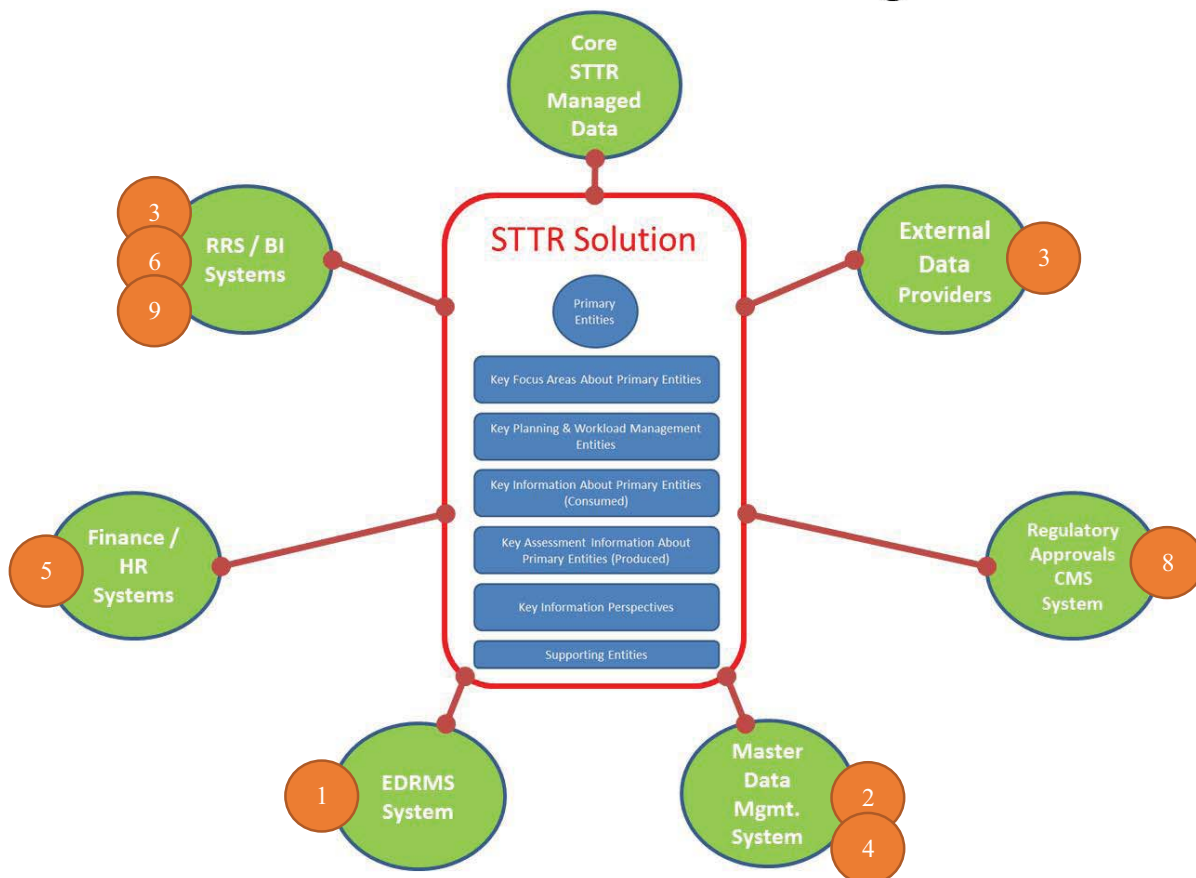 Core
STTR
Managed
Data
STTR Solution
Primary
Entities
Key Focus Areas About Primary Entities
Key Planning & Workload Management
Entities
Key Information About Primary Entities
(Consumed)
Key Assessment Information About
Primary Entities (Produced)
Key Information Perspectives
Supporting Entities
3
6
9
RRS / BI
Systems
External
Data
Providers
3
5
Finance /
HR
Systems
Regulatory
Approvals
CMS
System
8
1
EDRMS
System
Master
Data
Mgmt.
System
2
4